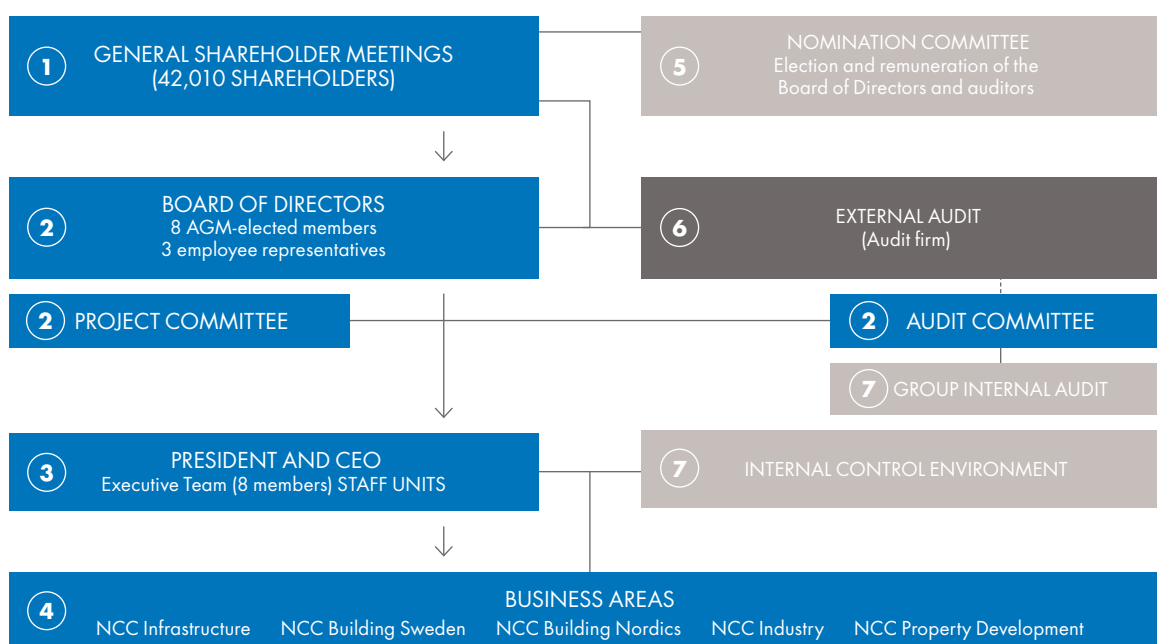 1
GENERAL SHAREHOLDER MEETINGS
(42,010 SHAREHOLDERS)
5
NOMINATION COMMITTEE
Election and remuneration of the
Board of Directors and auditors
2
BOARD OF DIRECTORS
8 AGM-elected members
3 employee representatives
6
EXTERNAL AUDIT
(Audit firm)
2 PROJECT COMMITTEE
2 AUDIT COMMITTEE
7 GROUP INTERNAL AUDIT
3
PRESIDENT AND CEO
Executive Team (8 members) STAFF UNITS
7 INTERNAL CONTROL ENVIRONMENT
4
BUSINESS AREAS
NCC Infrastructure NCC Building Sweden NCC Building Nordics NCC Industry NCC Property Development